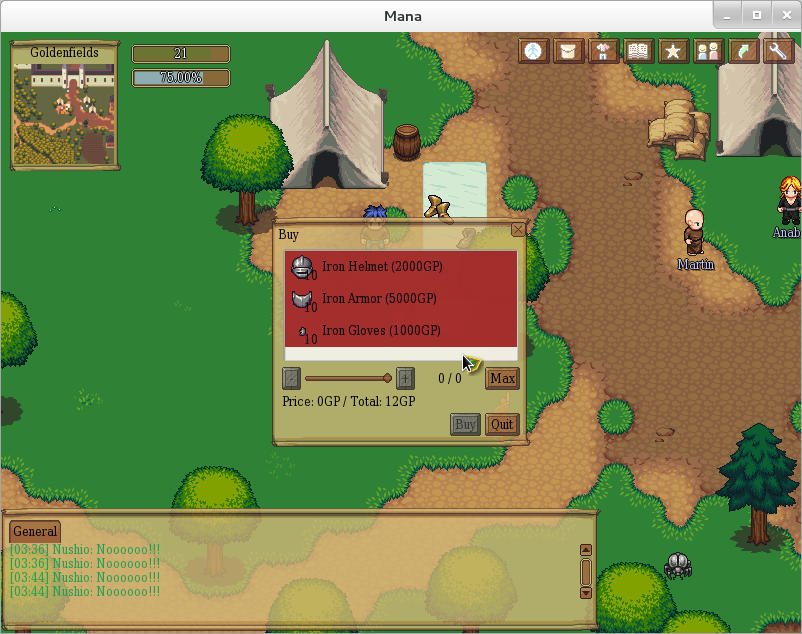 Mana
Goldenfields
21
75.00%
Anab
Martin
Buy
10 Iron Helmet (2000GP)
10 Iron Armor (5000GP)
10 Iron Gloves (1000GP)
- + 0 / 0 Max
Price: 0GP / Total: 12GP
Buy Quit
General
[03:36] Nushio: Noooooo!!!
[03:36] Nushio: Noooooo!!!
[03:44] Nushio: Noooooo!!!
[03:44] Nushio: Noooooo!!!